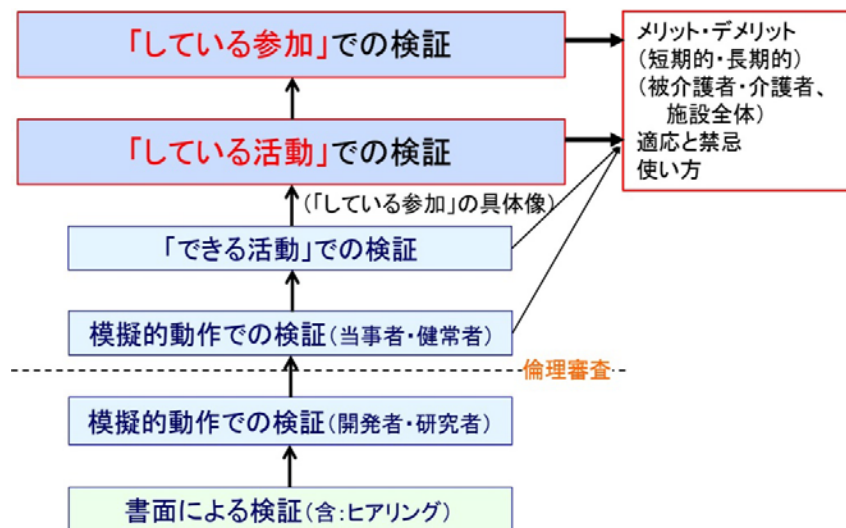 「している参加」での検証
メリット・デメリット
(短期的・長期的)
(被介護者・介護者、
施設全体)
適応と禁忌
使い方
「している活動」での検証
(「している参加」の具体像)
「できる活動」での検証
模擬的動作での検証(当事者・健常者)
倫理審査
模擬的動作での検証(開発者・研究者)
書面による検証(含:ヒアリング)